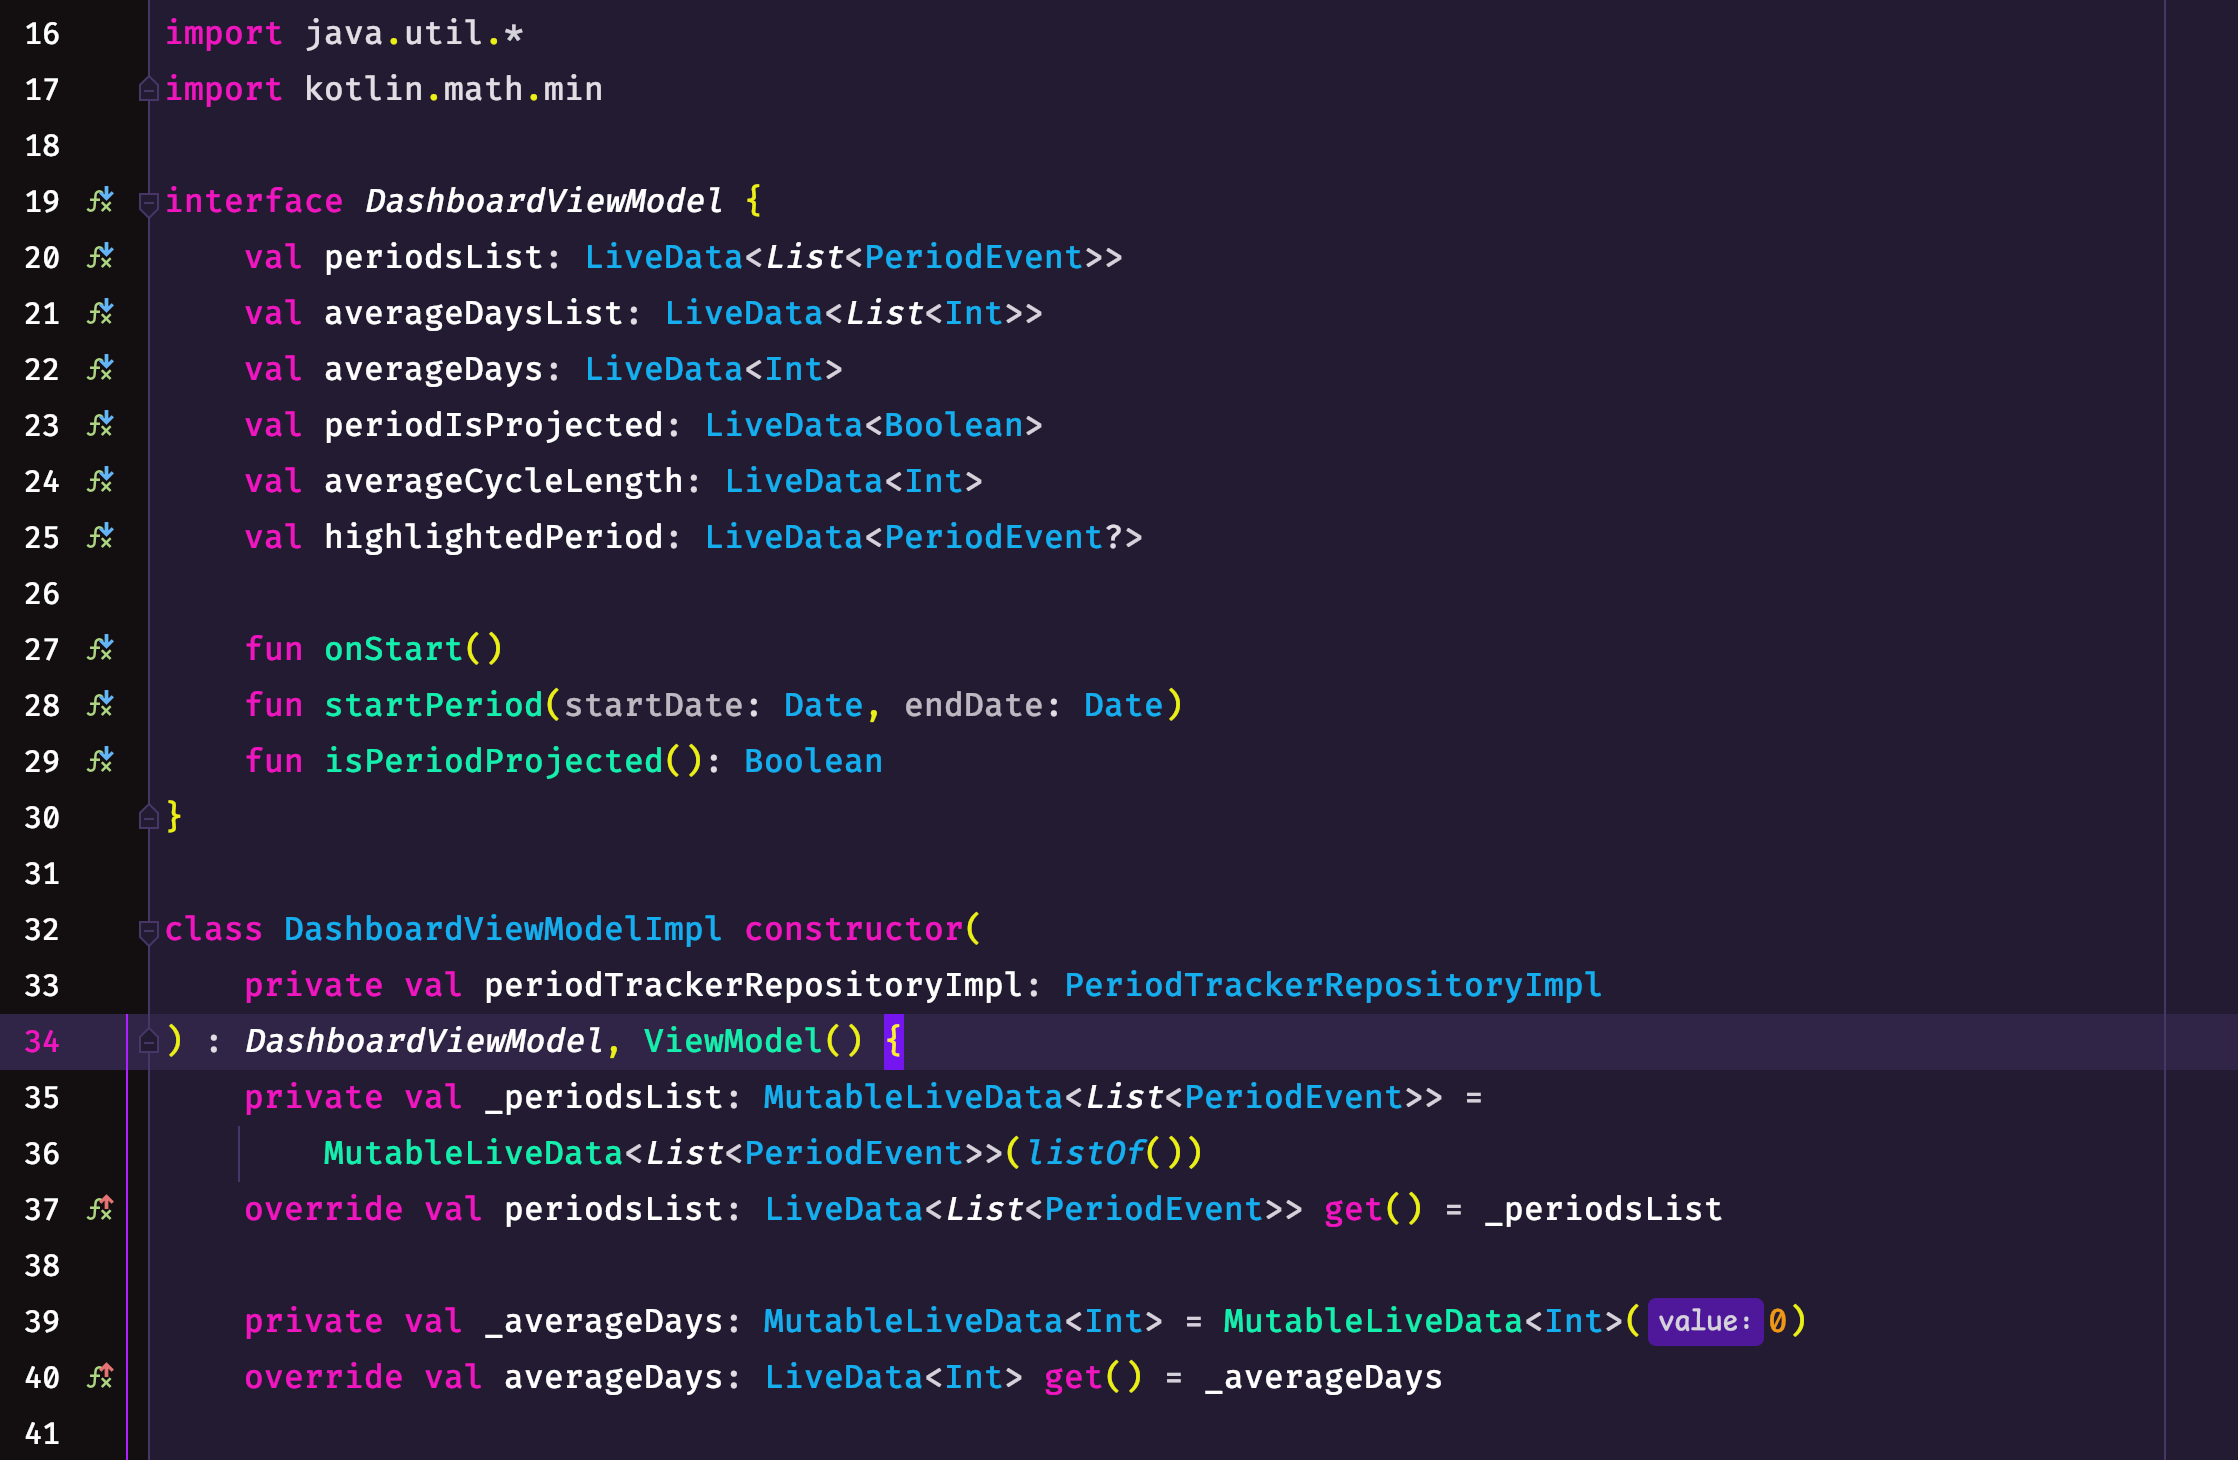 16 import java.util.*
17 import kotlin.math.min
18
19 interface DashboardViewModel {
20     val periodsList: LiveData<List<PeriodEvent>>
21     val averageDaysList: LiveData<List<Int>>
22     val averageDays: LiveData<Int>
23     val periodIsProjected: LiveData<Boolean>
24     val averageCycleLength: LiveData<Int>
25     val highlightedPeriod: LiveData<PeriodEvent?>
26
27     fun onStart()
28     fun startPeriod(startDate: Date, endDate: Date)
29     fun isPeriodProjected(): Boolean
30 }
31
32 class DashboardViewModelImpl constructor(
33     private val periodTrackerRepositoryImpl: PeriodTrackerRepositoryImpl
34 ) : DashboardViewModel, ViewModel() {
35     private val _periodsList: MutableLiveData<List<PeriodEvent>> =
36         MutableLiveData<List<PeriodEvent>>(listOf())
37     override val periodsList: LiveData<List<PeriodEvent>> get() = _periodsList
38
39     private val _averageDays: MutableLiveData<Int> = MutableLiveData<Int>( value: 0)
40     override val averageDays: LiveData<Int> get() = _averageDays
41